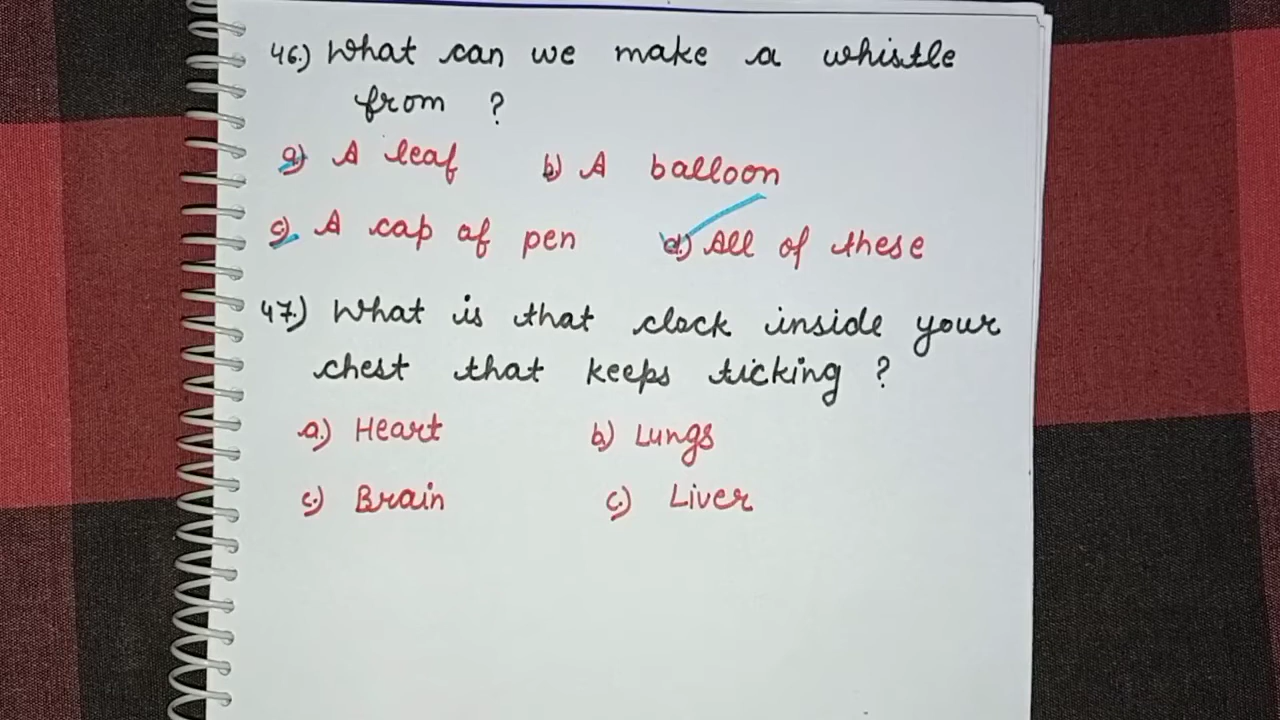 46.) What can we make a whistle
from ?
a) A leaf b) A balloon
c) A cap of pen d.) All of these
47.) What is that clock inside your
chest that keeps ticking ?
a.) Heart b) Lungs
c.) Brain c.) Liver